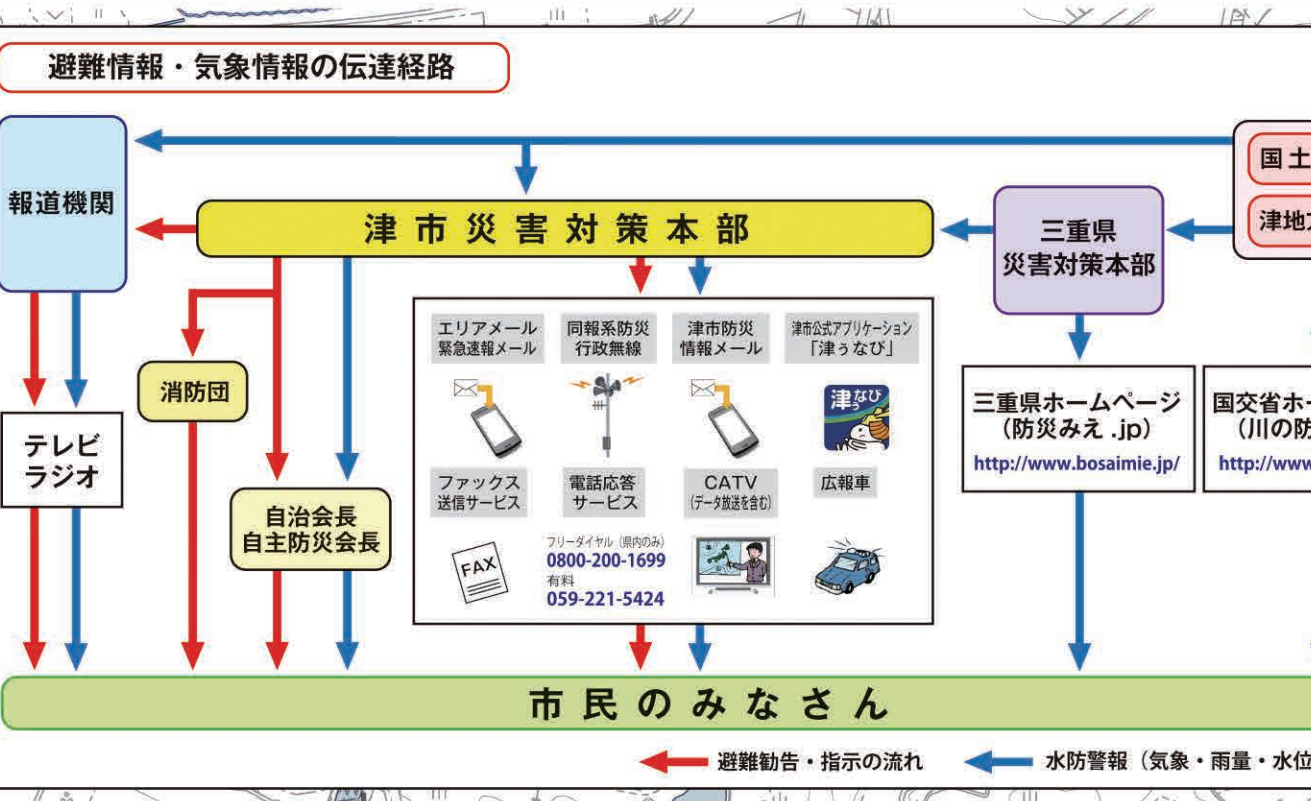 避難情報・気象情報の伝達経路
報道機関
国土
津地
津市災害対策本部
三重県
災害対策本部
エリアメール
緊急速報メール
同報系防災
行政無線
津市防災
情報メール
津市公式アプリケーション
「津ぅなび」
津ぅなび
消防団
テレビ
ラジオ
三重県ホームページ
（防災みえ.jp）
http://www.bosaimie.jp/
国交省ホー
（川の防
http://www
ファックス
送信サービス
電話応答
サービス
CATV
（データ放送を含む）
広報車
自治会長
自主防災会長
FAX
フリーダイヤル（県内のみ）
0800-200-1699
有料
059-221-5424
市民のみなさん
避難勧告・指示の流れ
水防警報（気象・雨量・水位